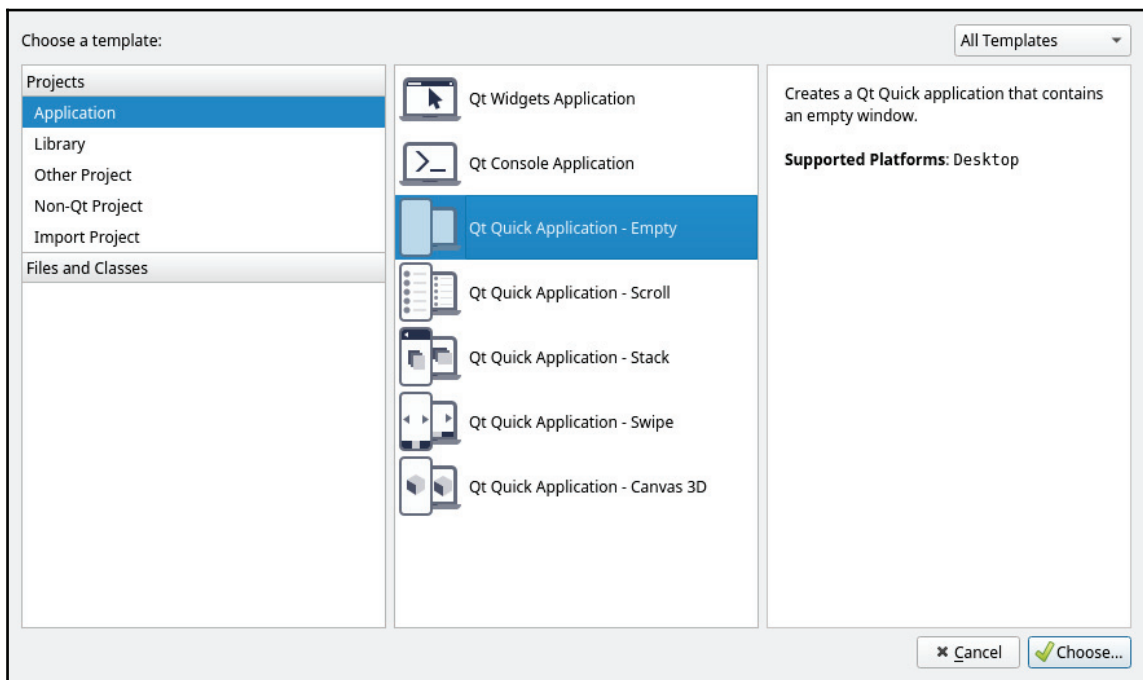 Choose a template:
All Templates
Projects
Application
Library
Other Project
Non-Qt Project
Import Project
Files and Classes
Qt Widgets Application
Qt Console Application
Qt Quick Application - Empty
Qt Quick Application - Scroll
Qt Quick Application - Stack
Qt Quick Application - Swipe
Qt Quick Application - Canvas 3D
Creates a Qt Quick application that contains
an empty window.
Supported Platforms: Desktop
Cancel
Choose...